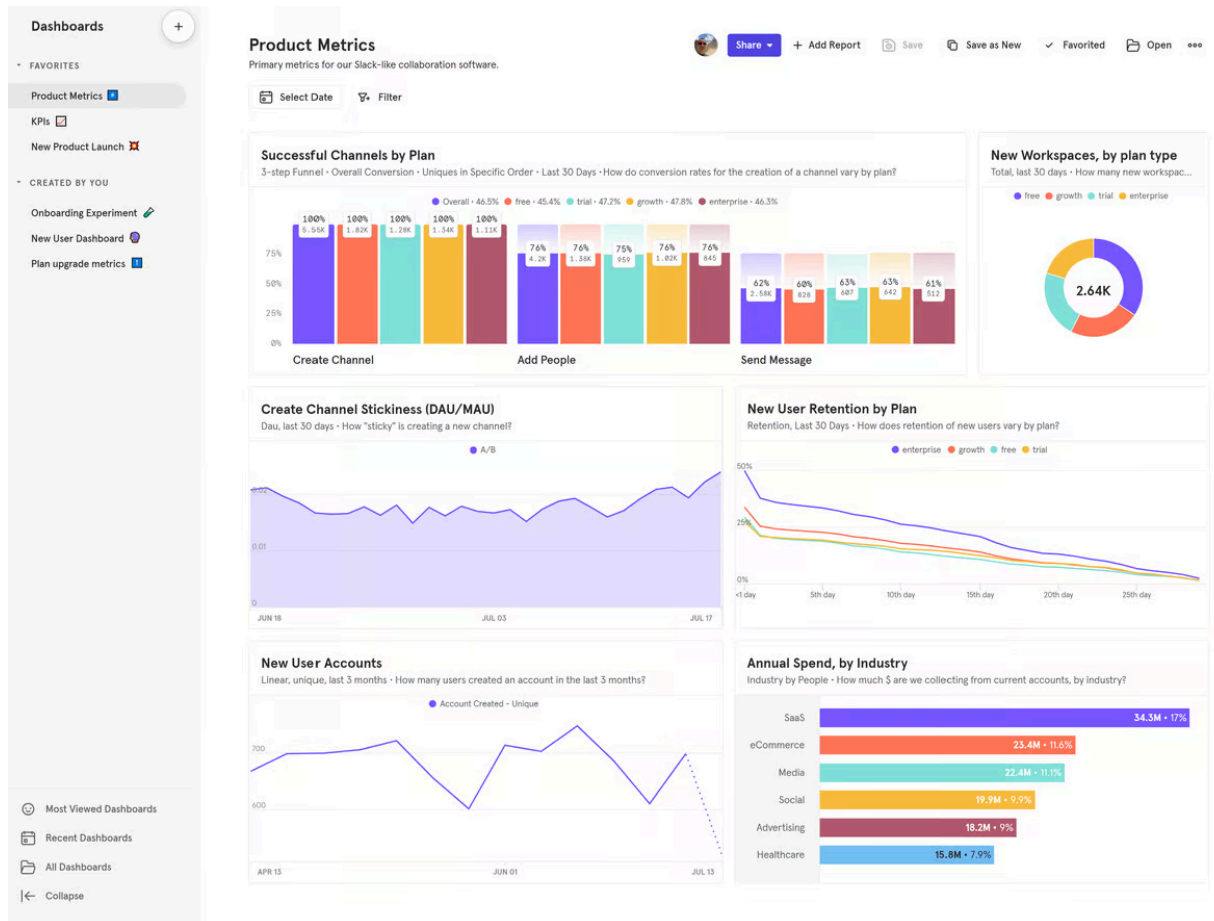 Dashboards
+
FAVORITES
Product Metrics
KPIs
New Product Launch
CREATED BY YOU
Onboarding Experiment
New User Dashboard
Plan upgrade metrics
Most Viewed Dashboards
Recent Dashboards
All Dashboards
Collapse
Product Metrics
Primary metrics for our Slack-like collaboration software.
Share
+ Add Report
Save
Save as New
Favorited
Open
Select Date
Filter
Successful Channels by Plan
3-step Funnel · Overall Conversion · Uniques in Specific Order · Last 30 Days · How do conversion rates for the creation of a channel vary by plan?
Overall · 46.5% free · 45.4% trial · 47.2% growth · 47.8% enterprise · 46.3%
100% 100% 100% 100% 100%
5.55K 1.82K 1.28K 1.34K 1.11K
76% 76% 75% 76% 76%
4.2K 1.38K 959 1.02K 845
62% 60% 63% 63% 61%
2.58K 828 607 642 512
75%
50%
25%
0%
Create Channel
Add People
Send Message
New Workspaces, by plan type
Total, last 30 days · How many new workspac...
free growth trial enterprise
2.64K
Create Channel Stickiness (DAU/MAU)
Dau, last 30 days · How "sticky" is creating a new channel?
A/B
0.02
0.01
0
JUN 18 JUL 03 JUL 17
New User Retention by Plan
Retention, Last 30 Days · How does retention of new users vary by plan?
enterprise growth free trial
50%
25%
0%
<1 day 5th day 10th day 15th day 20th day 25th day
New User Accounts
Linear, unique, last 3 months · How many users created an account in the last 3 months?
Account Created - Unique
700
600
APR 13 JUN 01 JUL 13
Annual Spend, by Industry
Industry by People · How much $ are we collecting from current accounts, by industry?
SaaS 34.3M · 17%
eCommerce 23.4M · 11.6%
Media 22.4M · 11.1%
Social 19.9M · 9.9%
Advertising 18.2M · 9%
Healthcare 15.8M · 7.9%